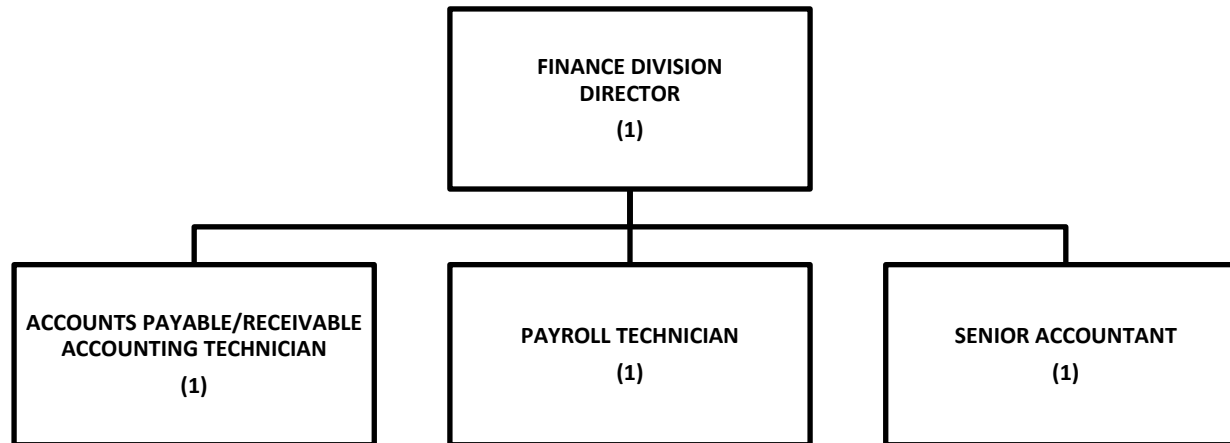 FINANCE DIVISION
DIRECTOR
(1)
ACCOUNTS PAYABLE/RECEIVABLE
ACCOUNTING TECHNICIAN
(1)
PAYROLL TECHNICIAN
(1)
SENIOR ACCOUNTANT
(1)